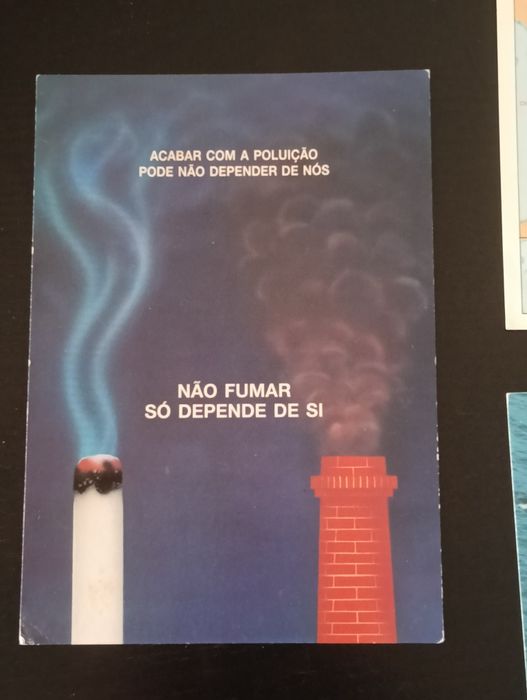 ACABAR COM A POLUIÇÃO
PODE NÃO DEPENDER DE NÓS
NÃO FUMAR
SÓ DEPENDE DE SI